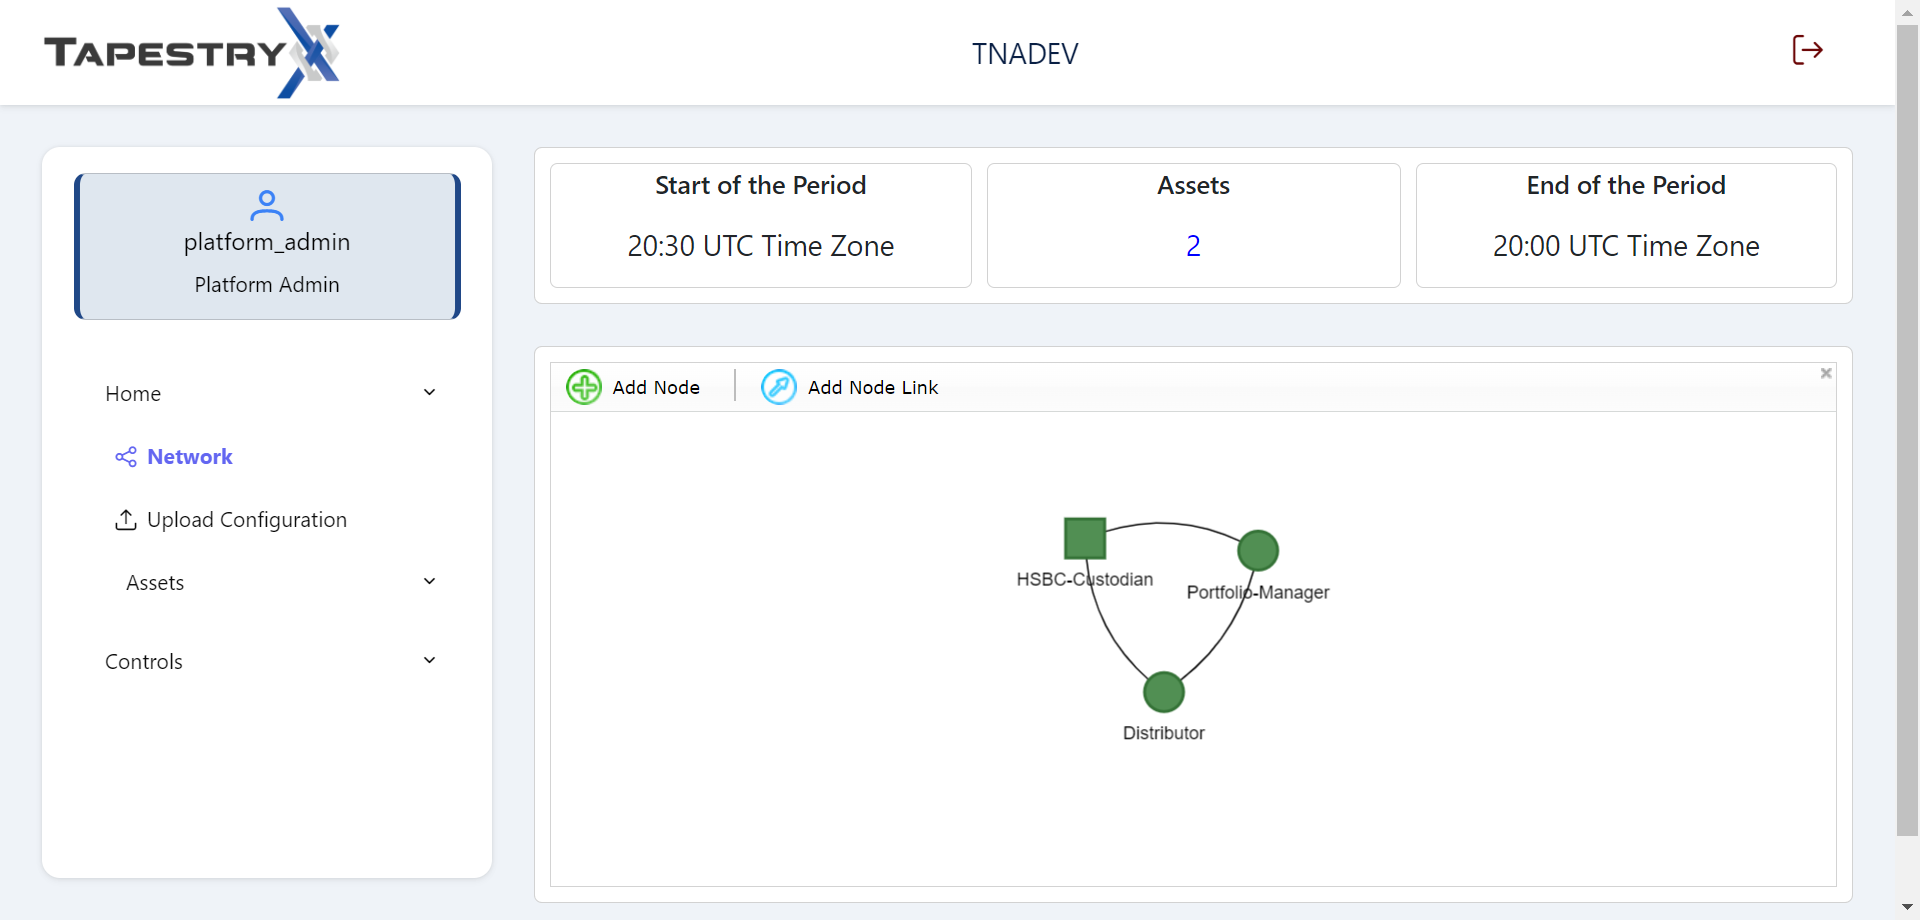 TAPESTRYX
TNADEV
platform_admin
Platform Admin
Home
Network
Upload Configuration
Assets
Controls
Start of the Period
20:30 UTC Time Zone
Assets
2
End of the Period
20:00 UTC Time Zone
Add Node
Add Node Link
HSBC-Custodian
Portfolio-Manager
Distributor